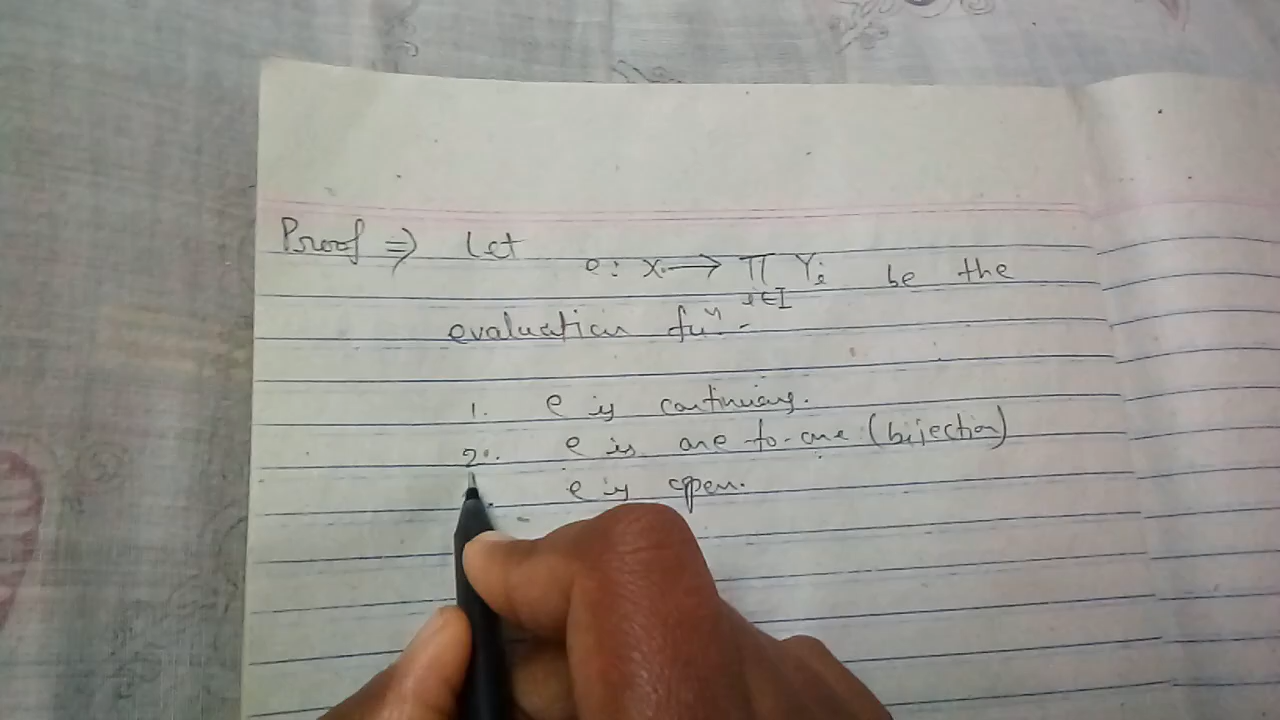 Proof ⇒ Let
e: X → ∏ Yi be the
i∈I
evaluation fuⁿ -
1. e is continuous.
2. e is one-to-one (bijection)
e is open.